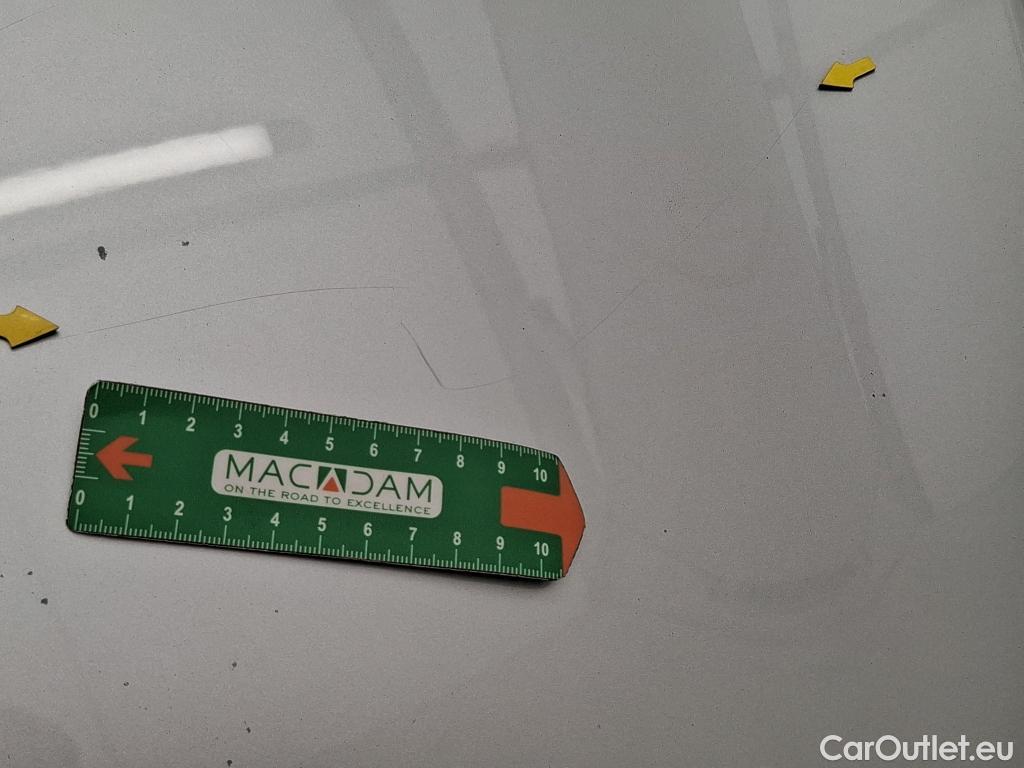 0 1 2 3 4 5 6 7 8 9 10
MACADAM
ON THE ROAD TO EXCELLENCE
0 1 2 3 4 5 6 7 8 9 10
CarOutlet.eu